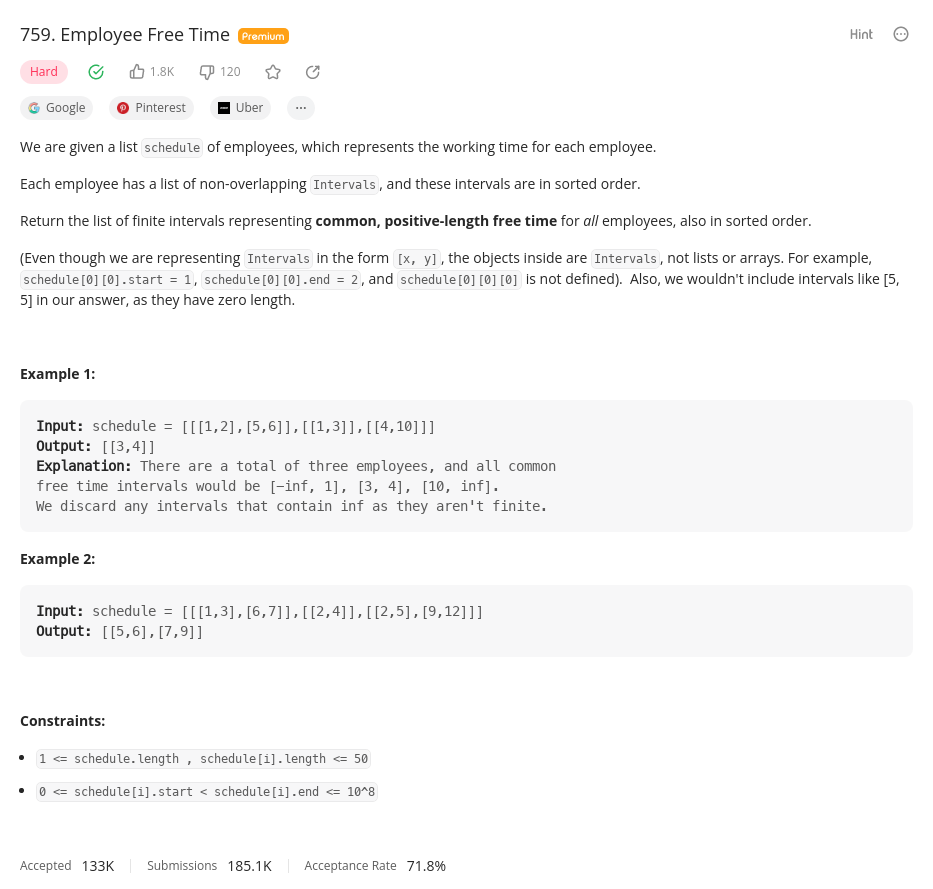 759. Employee Free Time Premium Hint
Hard 1.8K 120
Google Pinterest Uber ...
We are given a list schedule of employees, which represents the working time for each employee.
Each employee has a list of non-overlapping Intervals, and these intervals are in sorted order.
Return the list of finite intervals representing common, positive-length free time for all employees, also in sorted order.
(Even though we are representing Intervals in the form [x, y], the objects inside are Intervals, not lists or arrays. For example,
schedule[0][0].start = 1, schedule[0][0].end = 2, and schedule[0][0][0] is not defined).  Also, we wouldn't include intervals like [5,
5] in our answer, as they have zero length.
Example 1:
Input: schedule = [[[1,2],[5,6]],[[1,3]],[[4,10]]]
Output: [[3,4]]
Explanation: There are a total of three employees, and all common
free time intervals would be [-inf, 1], [3, 4], [10, inf].
We discard any intervals that contain inf as they aren't finite.
Example 2:
Input: schedule = [[[1,3],[6,7]],[[2,4]],[[2,5],[9,12]]]
Output: [[5,6],[7,9]]
Constraints:
• 1 <= schedule.length , schedule[i].length <= 50
• 0 <= schedule[i].start < schedule[i].end <= 10^8
Accepted 133K Submissions 185.1K Acceptance Rate 71.8%